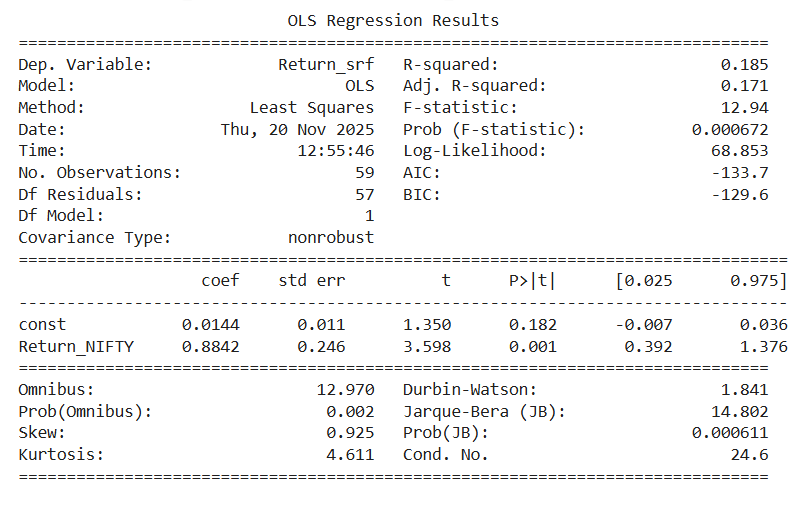 OLS Regression Results
==============================================================================
Dep. Variable:             Return_srf   R-squared:                       0.185
Model:                            OLS   Adj. R-squared:                  0.171
Method:                 Least Squares   F-statistic:                     12.94
Date:                Thu, 20 Nov 2025   Prob (F-statistic):           0.000672
Time:                        12:55:46   Log-Likelihood:                 68.853
No. Observations:                  59   AIC:                            -133.7
Df Residuals:                      57   BIC:                            -129.6
Df Model:                           1
Covariance Type:            nonrobust
================================================================================
                   coef    std err          t      P>|t|      [0.025      0.975]
--------------------------------------------------------------------------------
const            0.0144      0.011      1.350      0.182      -0.007       0.036
Return_NIFTY     0.8842      0.246      3.598      0.001       0.392       1.376
==============================================================================
Omnibus:                       12.970   Durbin-Watson:                   1.841
Prob(Omnibus):                  0.002   Jarque-Bera (JB):               14.802
Skew:                           0.925   Prob(JB):                     0.000611
Kurtosis:                       4.611   Cond. No.                         24.6
==============================================================================